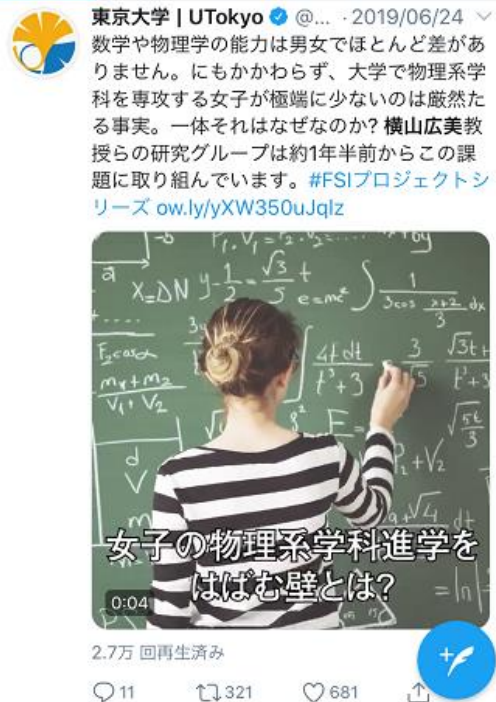 東京大学 | UTokyo @... · 2019/06/24
数学や物理学の能力は男女でほとんど差があ
りません。にもかかわらず、大学で物理系学
科を専攻する女子が極端に少ないのは厳然た
る事実。一体それはなぜなのか? 横山広美教
授らの研究グループは約1年半前からこの課
題に取り組んでいます。#FSIプロジェクトシ
リーズ ow.ly/yXW350uJqlz
X=ΔN
e=mc²
F₂cosα
女子の物理系学科進学を
はばむ壁とは?
0:04
2.7万 回再生済み
11 321 681